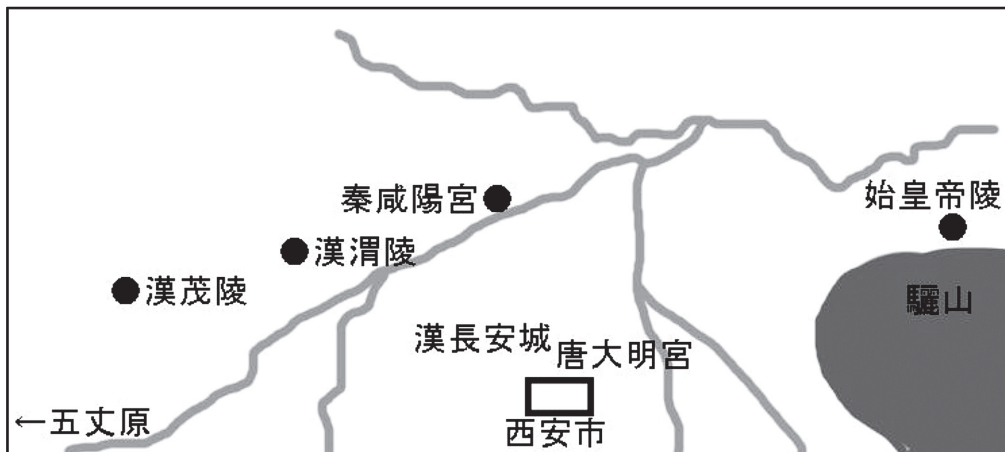 秦咸陽宮
始皇帝陵
漢渭陵
漢茂陵
驪山
漢長安城
唐大明宮
←五丈原
西安市